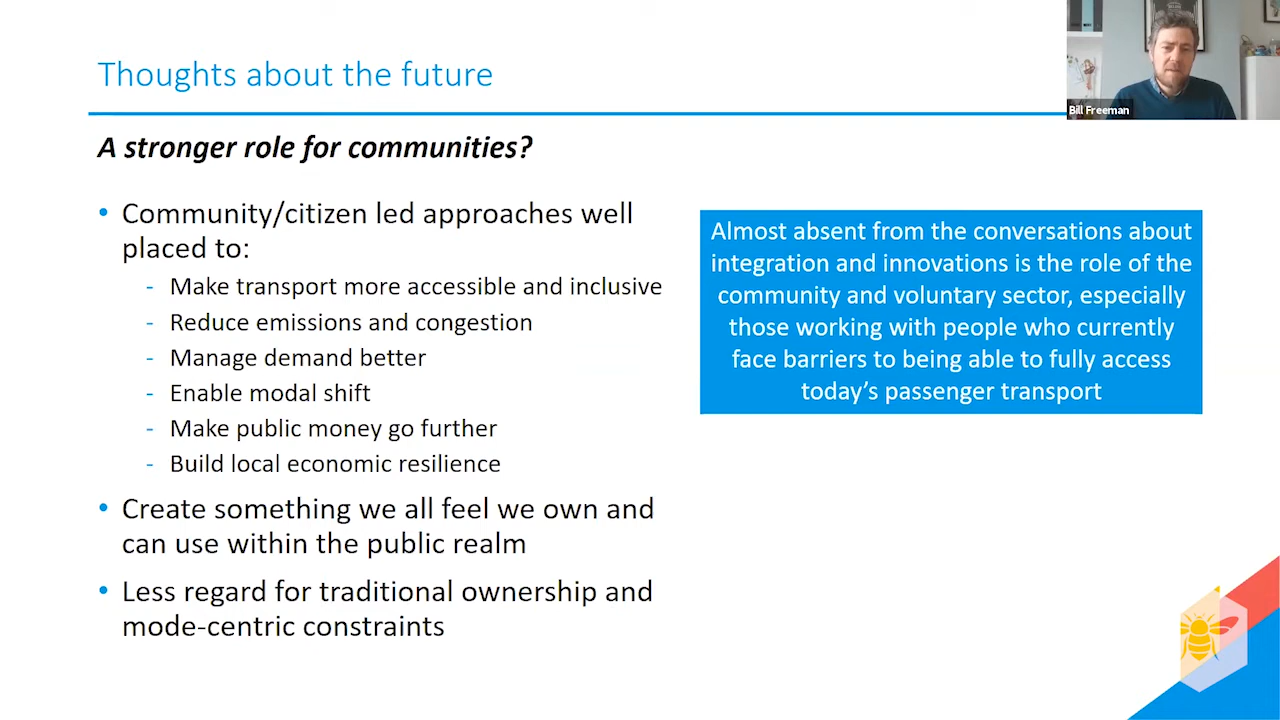 Thoughts about the future
Bill Freeman
A stronger role for communities?
• Community/citizen led approaches well
placed to:
- Make transport more accessible and inclusive
- Reduce emissions and congestion
- Manage demand better
- Enable modal shift
- Make public money go further
- Build local economic resilience
• Create something we all feel we own and
can use within the public realm
• Less regard for traditional ownership and
mode-centric constraints
Almost absent from the conversations about
integration and innovations is the role of the
community and voluntary sector, especially
those working with people who currently
face barriers to being able to fully access
today’s passenger transport